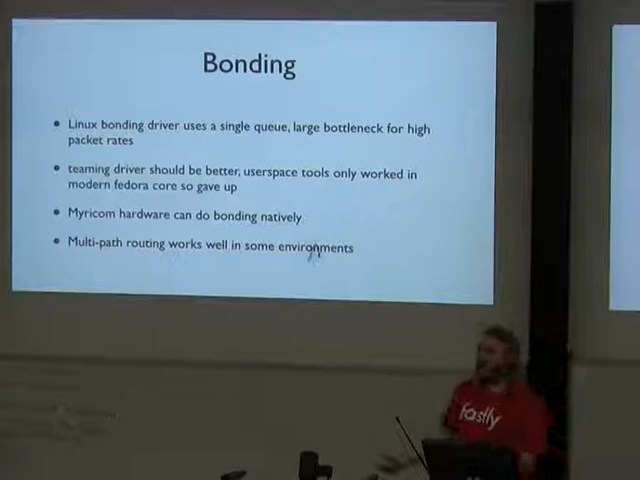 Bonding
Linux bonding driver uses a single queue, large bottleneck for high
packet rates
teaming driver should be better, userspace tools only worked in
modern fedora core so gave up
Myricom hardware can do bonding natively
Multi-path routing works well in some environments
fastly